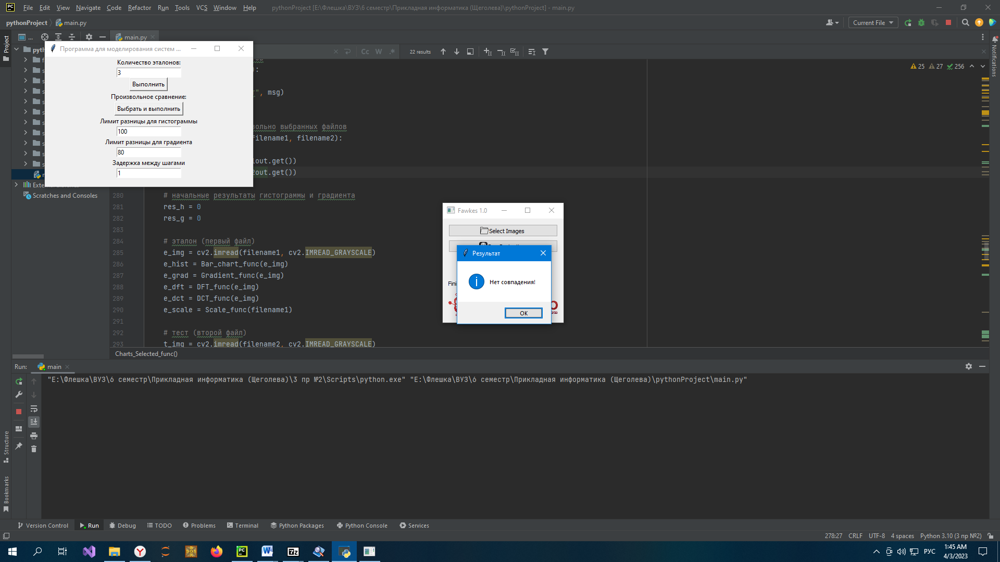 PC File Edit View Navigate Code Refactor Run Tools VCS Window Help pythonProject [E:\Флешка\ВУЗ\6 семестр\Прикладная информатика (Щеголева)\pythonProject] - main.py
pythonProject main.py Current File
Project ... main.py
Notifications
Программа для моделирования систем ...
Количество эталонов:
3
Выполнить
Произвольное сравнение:
Выбрать и выполнить
Лимит разницы для гистограммы
100
Лимит разницы для градиента
80
Задержка между шагами
1
Cc W .* 22 results
25 27 256
):
", msg)
вольно выбранных файлов
filename1, filename2):
out.get())
out.get())
Scratches and Consoles
280 # начальные результаты гистограммы и градиента
281 res_h = 0
282 res_g = 0
283
284 # эталон (первый файл)
285 e_img = cv2.imread(filename1, cv2.IMREAD_GRAYSCALE)
286 e_hist = Bar_chart_func(e_img)
287 e_grad = Gradient_func(e_img)
288 e_dft = DFT_func(e_img)
289 e_dct = DCT_func(e_img)
290 e_scale = Scale_func(filename1)
291
292 # тест (второй файл)
293 t_img = cv2.imread(filename2, cv2.IMREAD_GRAYSCALE)
Charts_Selected_func()
Fawkes 1.0
Select Images
Fini
Результат
Нет совпадения!
OK
Run: main
"E:\Флешка\ВУЗ\6 семестр\Прикладная информатика (Щеголева)\3 пр №2\Scripts\python.exe" "E:\Флешка\ВУЗ\6 семестр\Прикладная информатика (Щеголева)\pythonProject\main.py"
Structure
Bookmarks
Version Control Run Debug TODO Problems Terminal Python Packages Python Console Services
278:27 CRLF UTF-8 4 spaces Python 3.10 (3 пр №2)
РУС 1:45 AM
4/3/2023